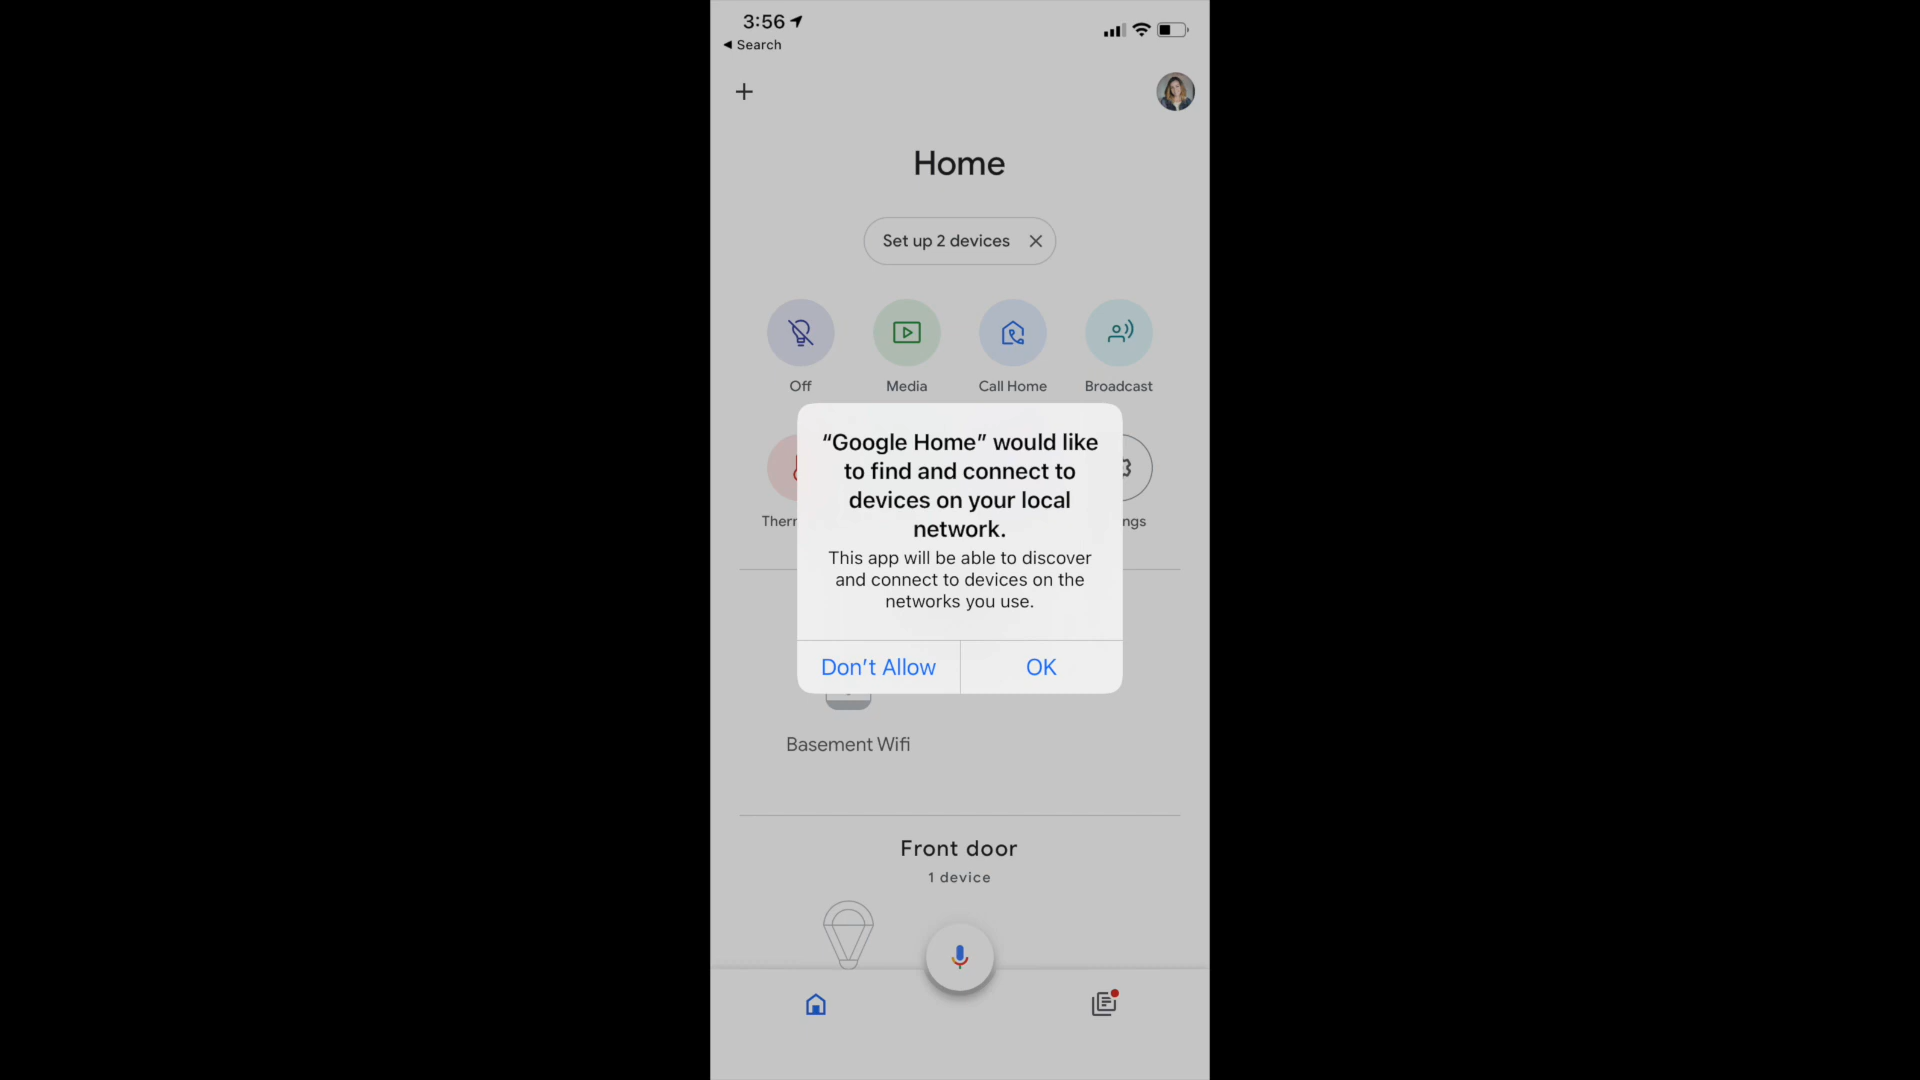 3:56
◀ Search
Home
Set up 2 devices
Off
Media
Call Home
Broadcast
"Google Home" would like
to find and connect to
devices on your local
network.
This app will be able to discover
and connect to devices on the
networks you use.
Don't Allow
OK
Basement Wifi
Front door
1 device